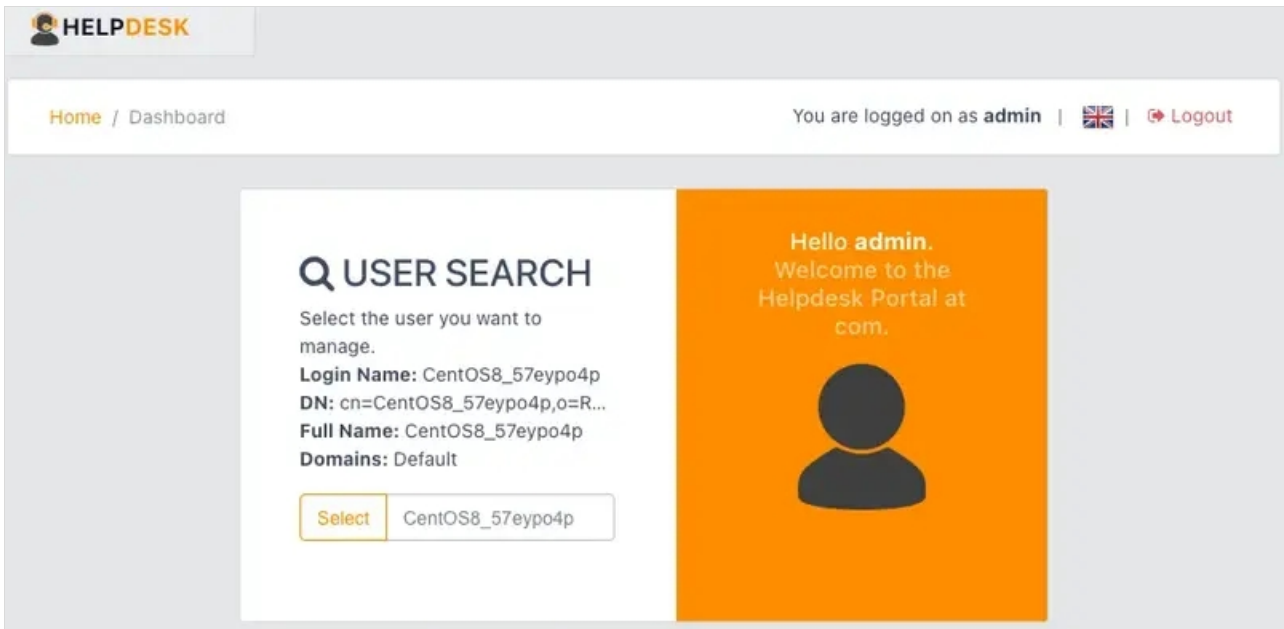 HELPDESK
Home / Dashboard
You are logged on as admin | | Logout
USER SEARCH
Select the user you want to
manage.
Login Name: CentOS8_57eypo4p
DN: cn=CentOS8_57eypo4p,o=R...
Full Name: CentOS8_57eypo4p
Domains: Default
Select CentOS8_57eypo4p
Hello admin.
Welcome to the
Helpdesk Portal at
com.